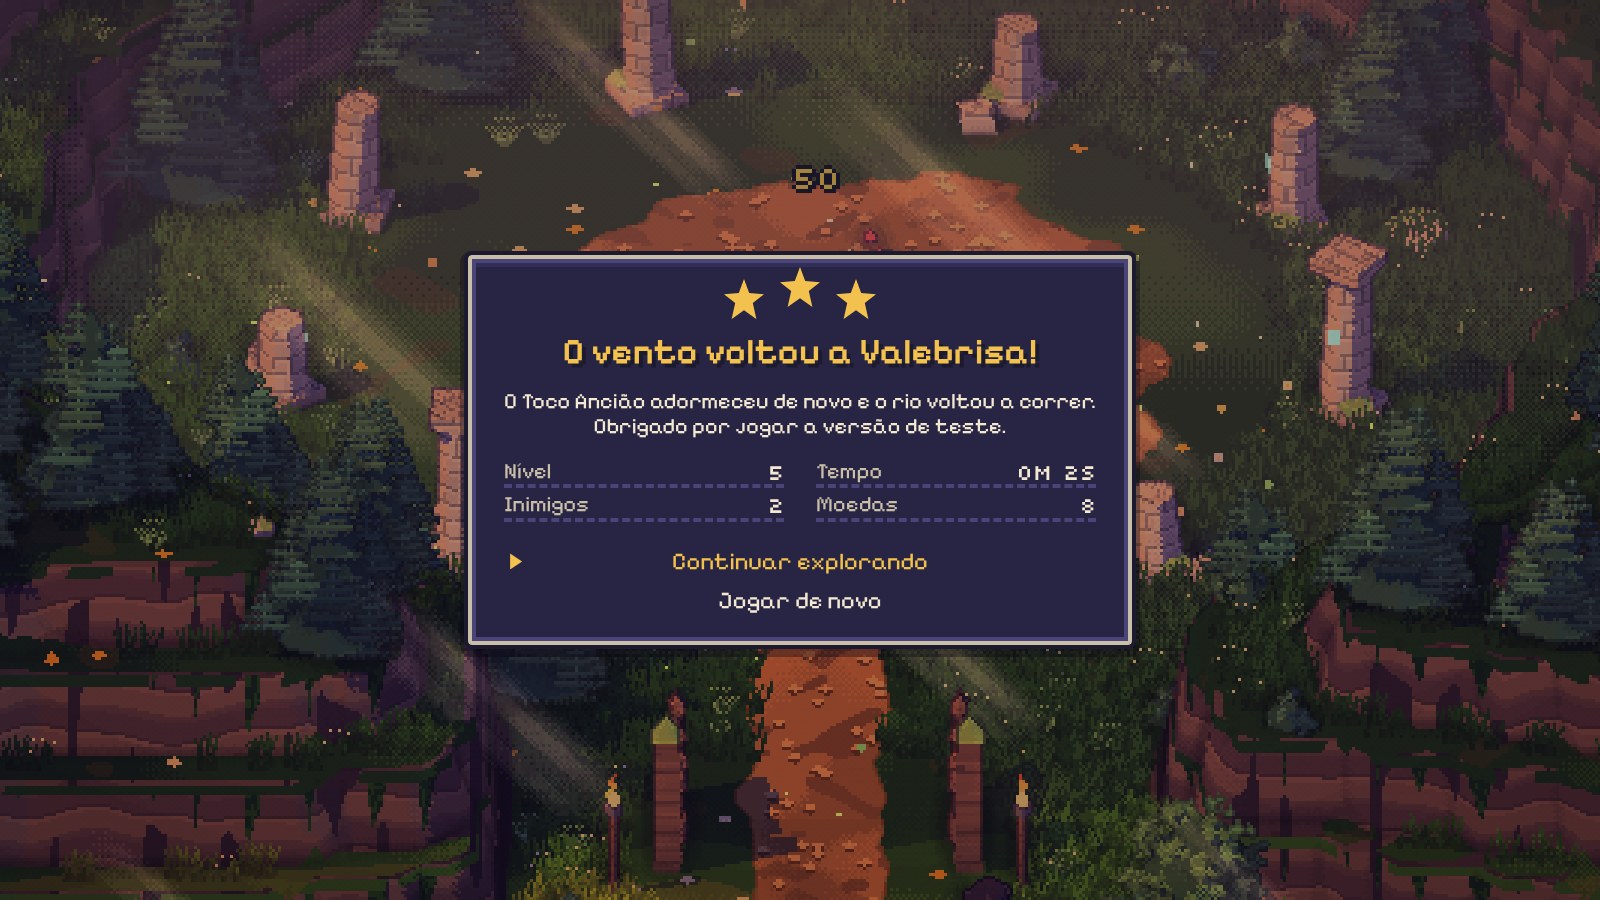 50
O vento voltou a Valebrisa!
O Toco Ancião adormeceu de novo e o rio voltou a correr.
Obrigado por jogar a versão de teste.
Nível 5 Tempo 0M 2S
Inimigos 2 Moedas 8
Continuar explorando
Jogar de novo